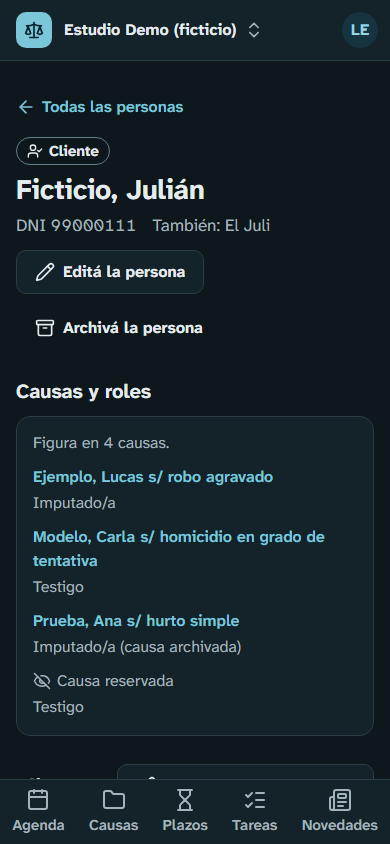 Estudio Demo (ficticio)
LE
Todas las personas
Cliente
Ficticio, Julián
DNI 99000111 También: El Juli
Editá la persona
Archivá la persona
Causas y roles
Figura en 4 causas.
Ejemplo, Lucas s/ robo agravado
Imputado/a
Modelo, Carla s/ homicidio en grado de
tentativa
Testigo
Prueba, Ana s/ hurto simple
Imputado/a (causa archivada)
Causa reservada
Testigo
Agenda
Causas
Plazos
Tareas
Novedades